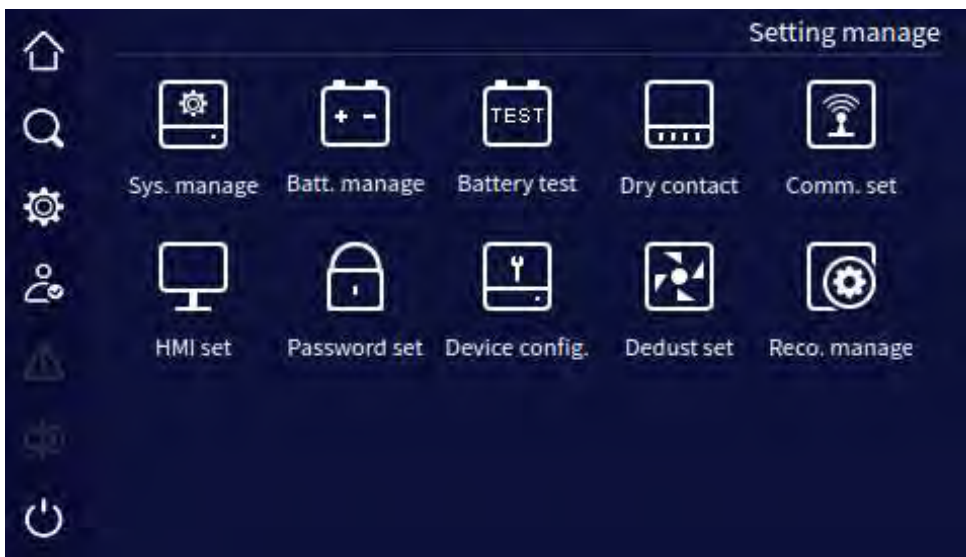 Setting manage
TEST
Sys. manage Batt. manage Battery test Dry contact Comm. set
HMI set Password set Device config. Dedust set Reco. manage